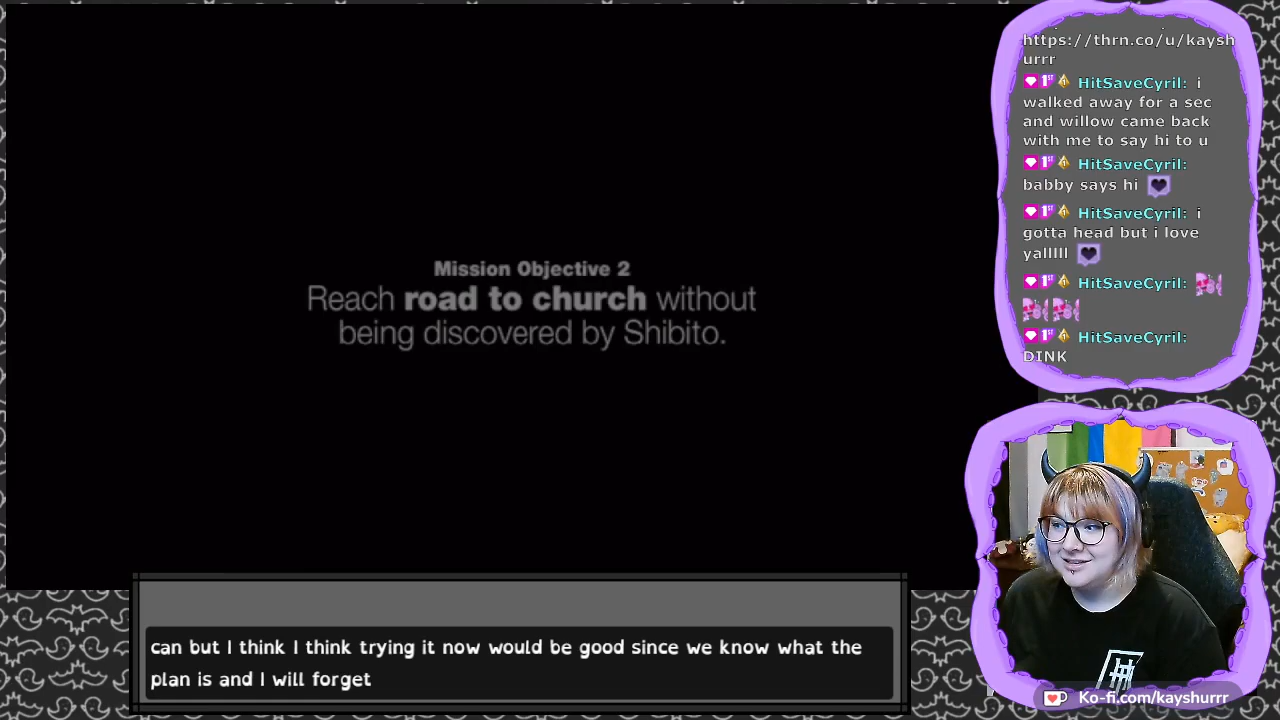 https://thrn.co/u/kaysh
urrr
HitSaveCyril: i
walked away for a sec
and willow came back
with me to say hi to u
HitSaveCyril:
babby says hi
HitSaveCyril: i
gotta head but i love
yalllll
HitSaveCyril:
HitSaveCyril:
DINK
Mission Objective 2
Reach road to church without
being discovered by Shibito.
can but I think I think trying it now would be good since we know what the
plan is and I will forget
Ko-fi.com/kayshurrr